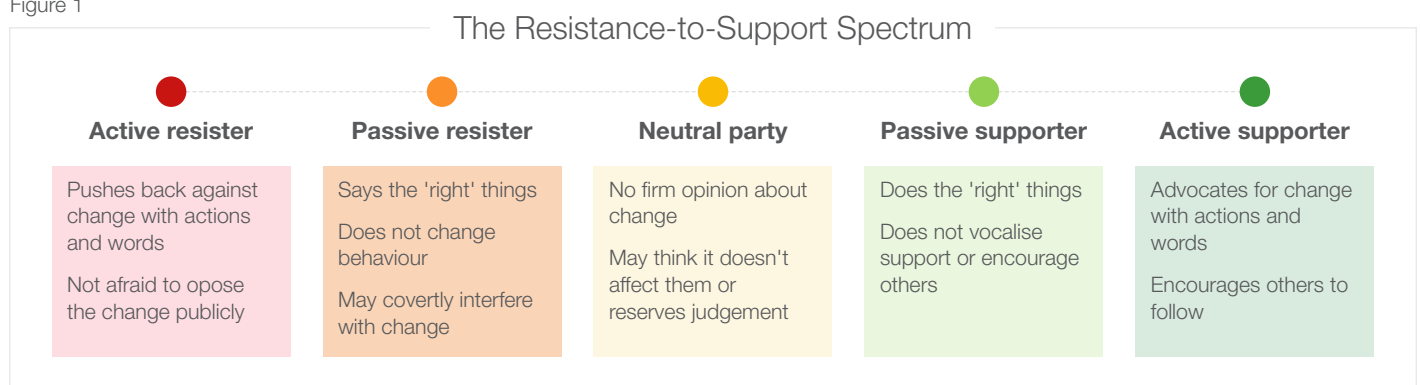 Figure 1
The Resistance-to-Support Spectrum
Active resister
Pushes back against
change with actions
and words
Not afraid to oppose
the change publicly
Passive resister
Says the 'right' things
Does not change
behaviour
May covertly interfere
with change
Neutral party
No firm opinion about
change
May think it doesn't
affect them or
reserves judgement
Passive supporter
Does the 'right' things
Does not vocalise
support or encourage
others
Active supporter
Advocates for change
with actions and
words
Encourages others to
follow